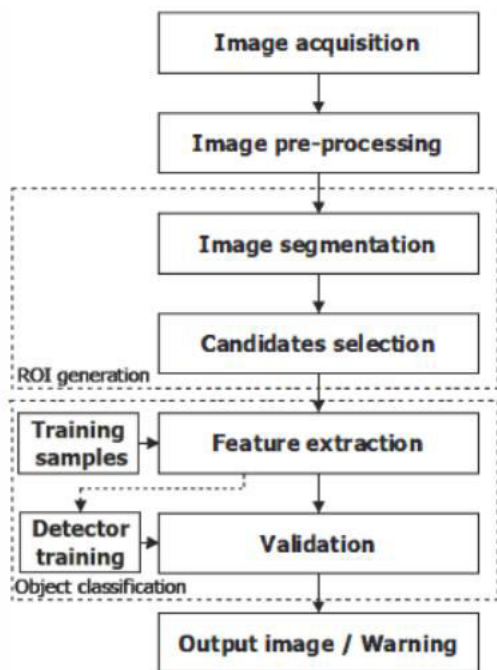 Image acquisition
Image pre-processing
Image segmentation
Candidates selection
ROI generation
Training
samples
Feature extraction
Detector
training
Validation
Object classification
Output image / Warning